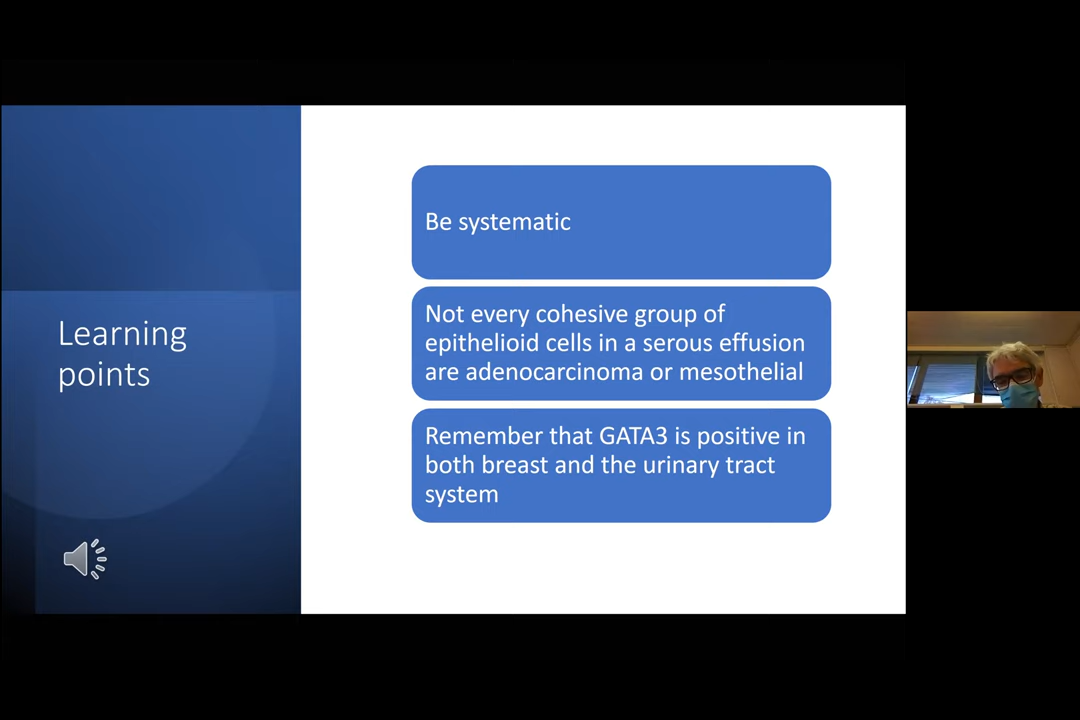 Learning
points
Be systematic
Not every cohesive group of
epithelioid cells in a serous effusion
are adenocarcinoma or mesothelial
Remember that GATA3 is positive in
both breast and the urinary tract
system